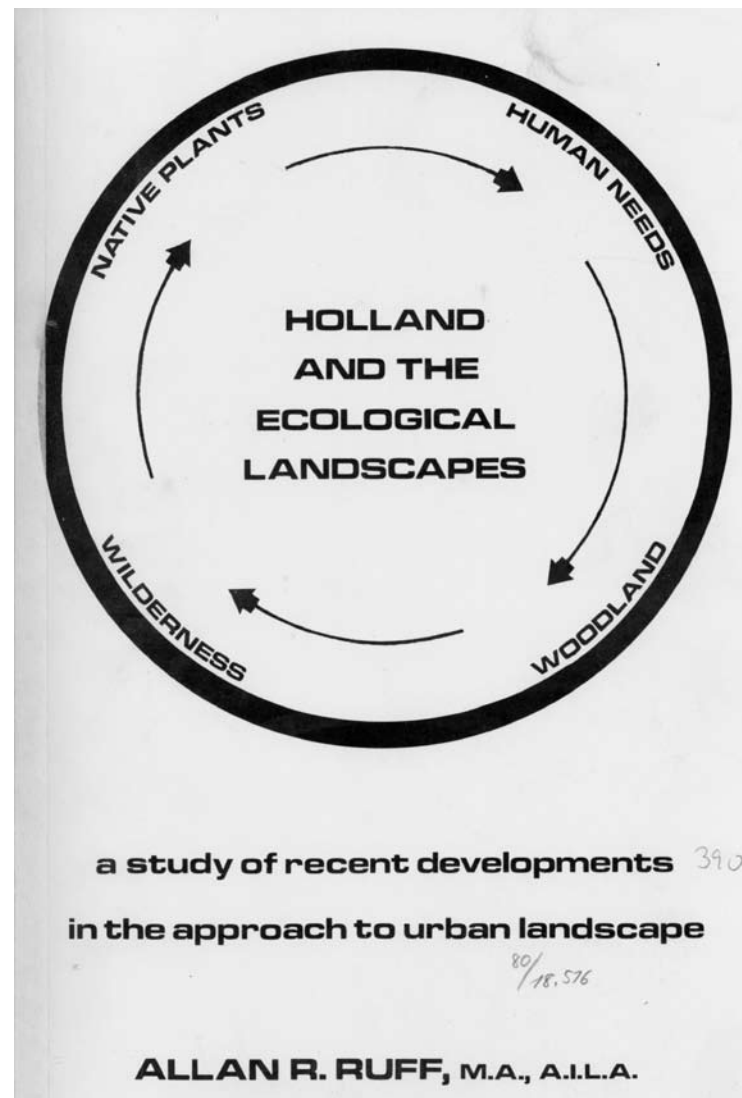 NATIVE PLANTS
HUMAN NEEDS
HOLLAND
AND THE
ECOLOGICAL
LANDSCAPES
WILDERNESS
WOODLAND
a study of recent developments
390
in the approach to urban landscape
80/18.576
ALLAN R. RUFF, M.A., A.I.L.A.